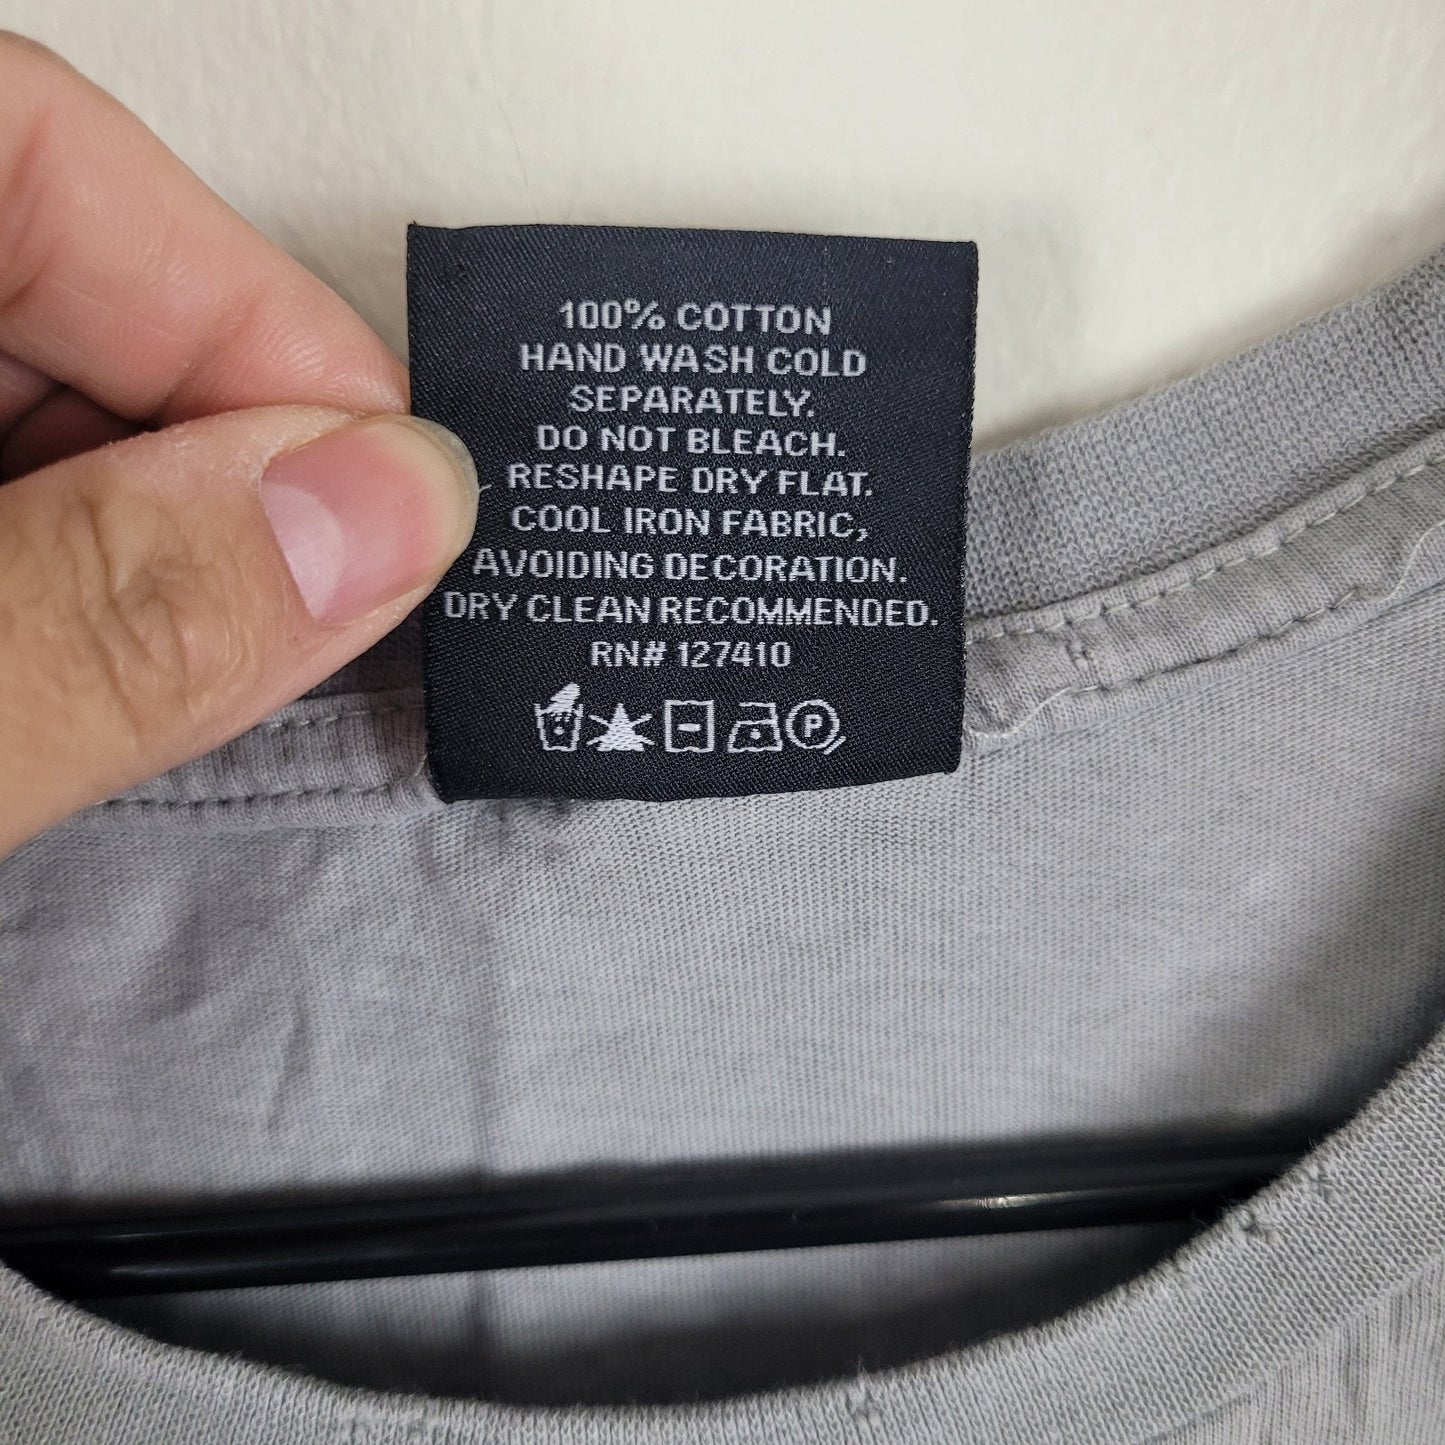 100% COTTON
HAND WASH COLD
SEPARATELY.
DO NOT BLEACH.
RESHAPE DRY FLAT.
COOL IRON FABRIC,
AVOIDING DECORATION.
DRY CLEAN RECOMMENDED.
RN# 127410
P